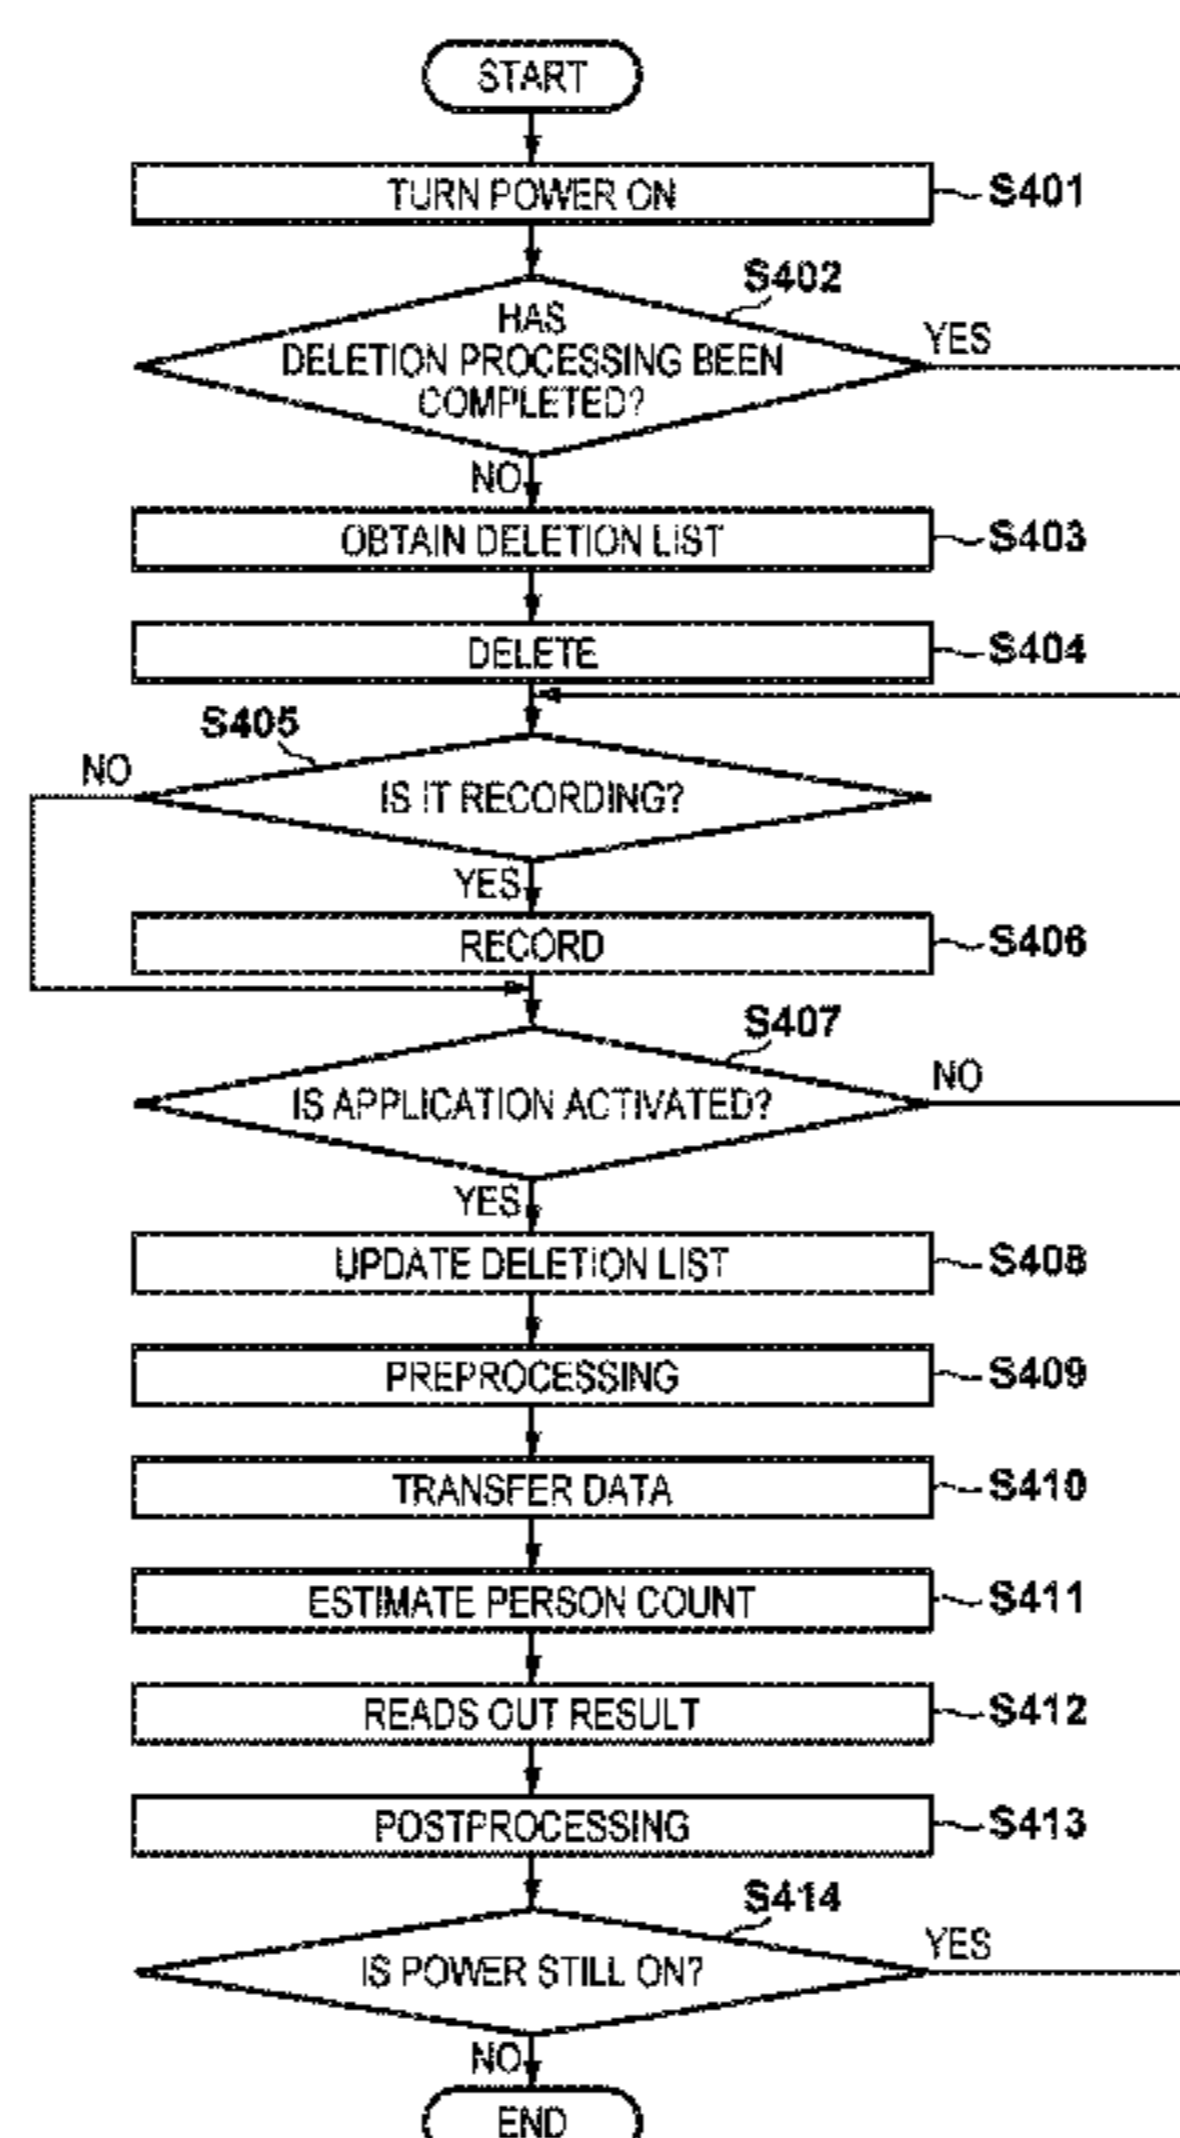 START
TURN POWER ON
S401
S402
HAS
DELETION PROCESSING BEEN
COMPLETED?
YES
NO
OBTAIN DELETION LIST
S403
DELETE
S404
S405
NO
IS IT RECORDING?
YES
RECORD
S406
S407
IS APPLICATION ACTIVATED?
NO
YES
UPDATE DELETION LIST
S408
PREPROCESSING
S409
TRANSFER DATA
S410
ESTIMATE PERSON COUNT
S411
READS OUT RESULT
S412
POSTPROCESSING
S413
S414
IS POWER STILL ON?
YES
NO
END